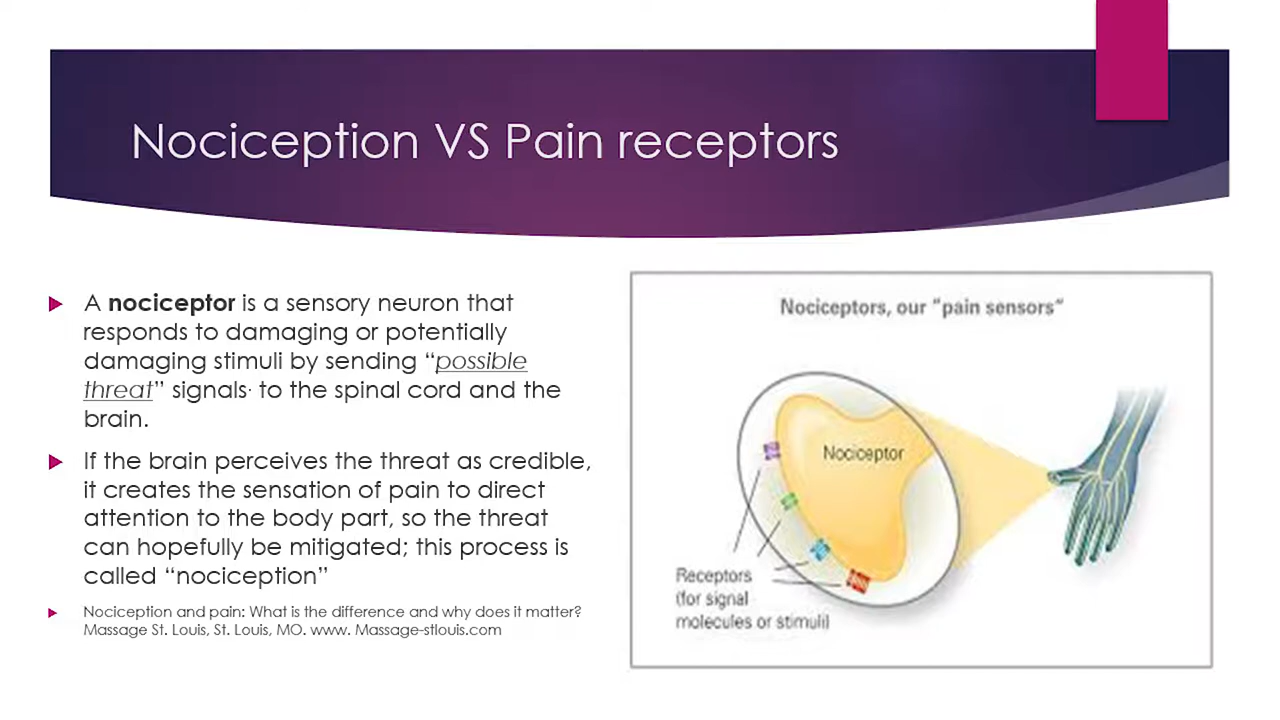 Nociception VS Pain receptors
A nociceptor is a sensory neuron that
responds to damaging or potentially
damaging stimuli by sending “possible
threat” signals· to the spinal cord and the
brain.
If the brain perceives the threat as credible,
it creates the sensation of pain to direct
attention to the body part, so the threat
can hopefully be mitigated; this process is
called “nociception”
Nociception and pain: What is the difference and why does it matter?
Massage St. Louis, St. Louis, MO. www. Massage-stlouis.com
Nociceptors, our “pain sensors”
Nociceptor
Receptors
(for signal
molecules or stimuli)